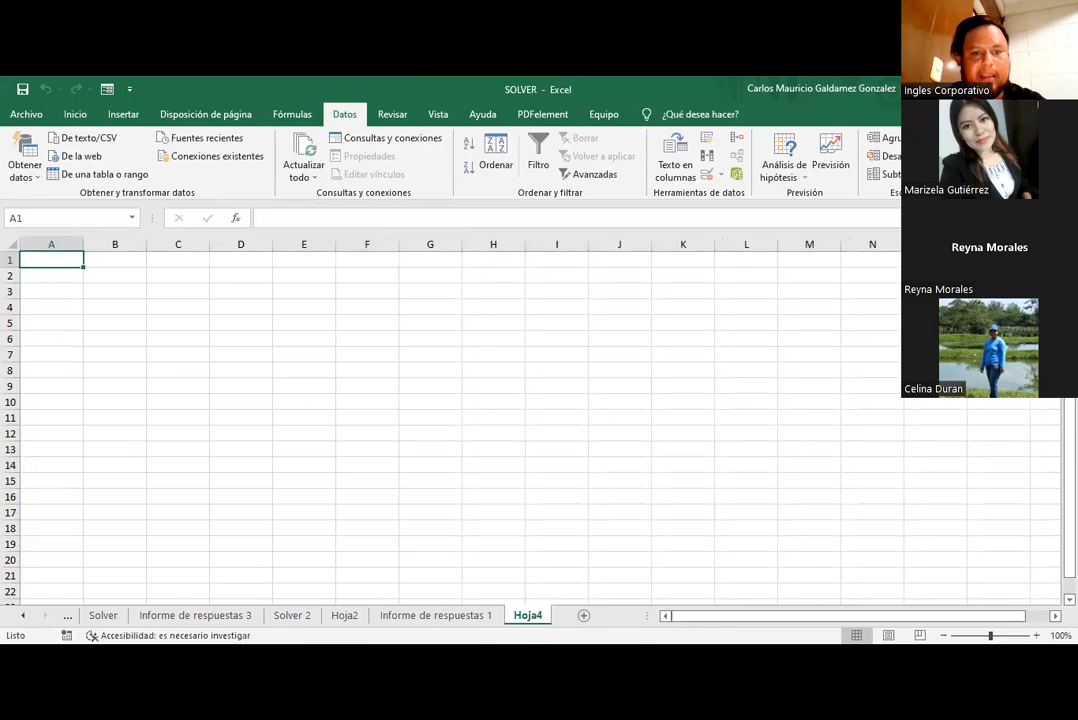 SOLVER - Excel
Carlos Mauricio Galdamez Gonzalez
Archivo Inicio Insertar Disposición de página Fórmulas Datos Revisar Vista Ayuda PDFelement Equipo ¿Qué desea hacer?
Obtener datos
De texto/CSV
De la web
De una tabla o rango
Fuentes recientes
Conexiones existentes
Obtener y transformar datos
Actualizar todo
Consultas y conexiones
Propiedades
Editar vínculos
Consultas y conexiones
Ordenar
Filtro
Borrar
Volver a aplicar
Avanzadas
Ordenar y filtrar
Texto en columnas
Herramientas de datos
Análisis de hipótesis
Previsión
Previsión
Agru
Desa
Subt
Es
A1
fx
A B C D E F G H I J K L M N
1
2
3
4
5
6
7
8
9
10
11
12
13
14
15
16
17
18
19
20
21
22
... Solver Informe de respuestas 3 Solver 2 Hoja2 Informe de respuestas 1 Hoja4
Listo Accesibilidad: es necesario investigar 100%
Ingles Corporativo
Marizela Gutiérrez
Reyna Morales
Reyna Morales
Celina Duran